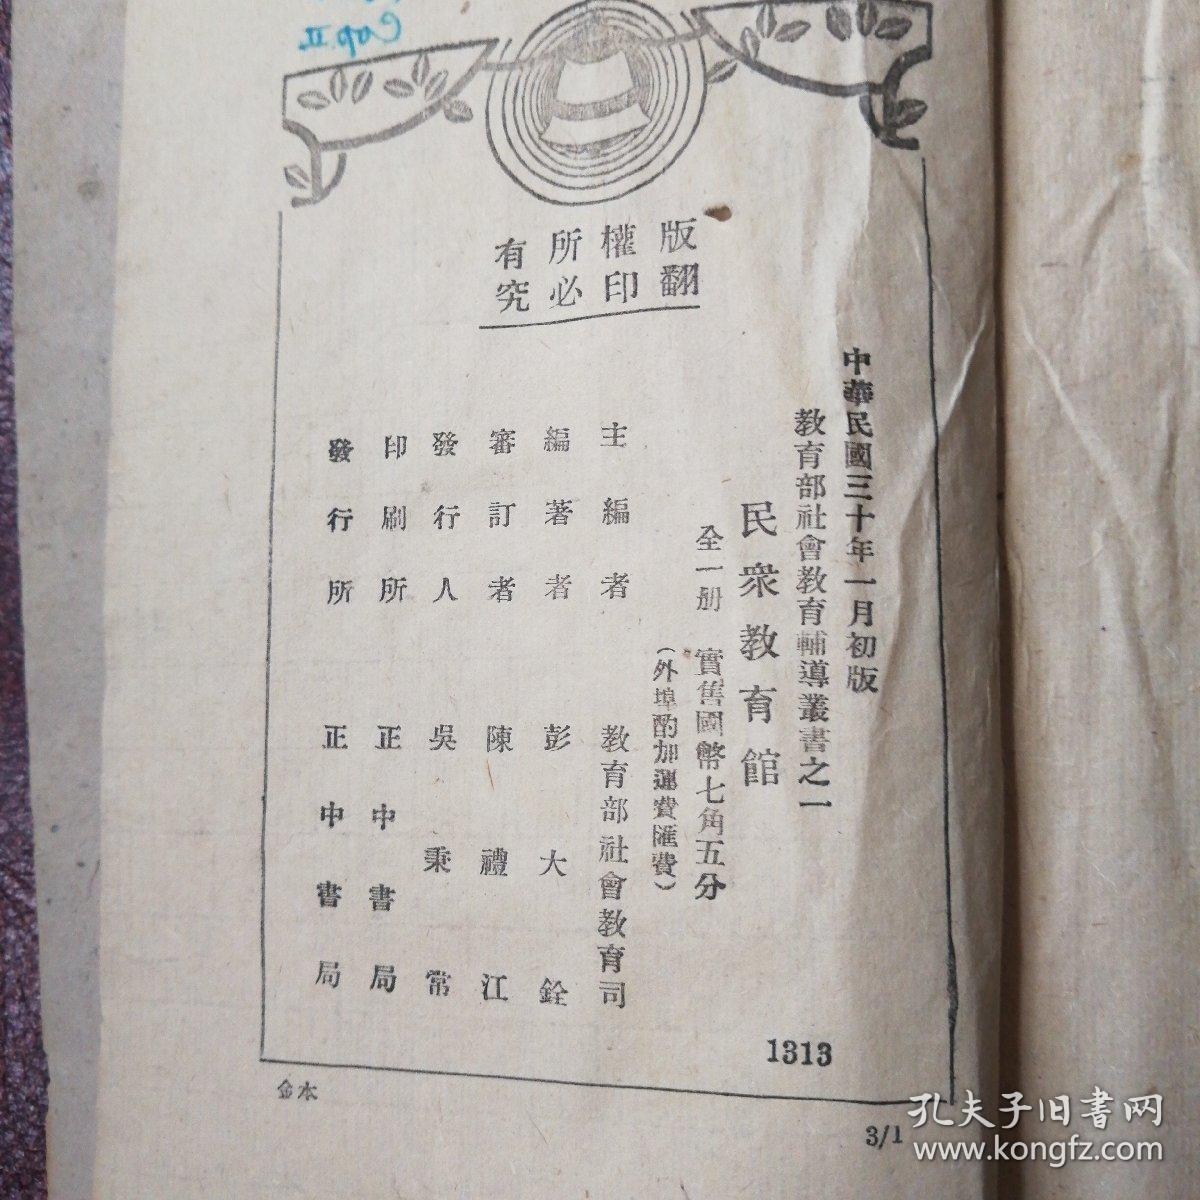 Cap. II.
版權所有
翻印必究
中華民國三十年一月初版
教育部社會教育輔導叢書之一
民眾教育館
全一册 實售國幣七角五分
（外埠酌加運費匯費）
主編者 教育部社會教育司
編著者 彭大銓
審訂者 陳禮江
發行人 吳秉常
印刷所 正中書局
發行所 正中書局
1313
金本
3/1
孔夫子旧书网
www.kongfz.com